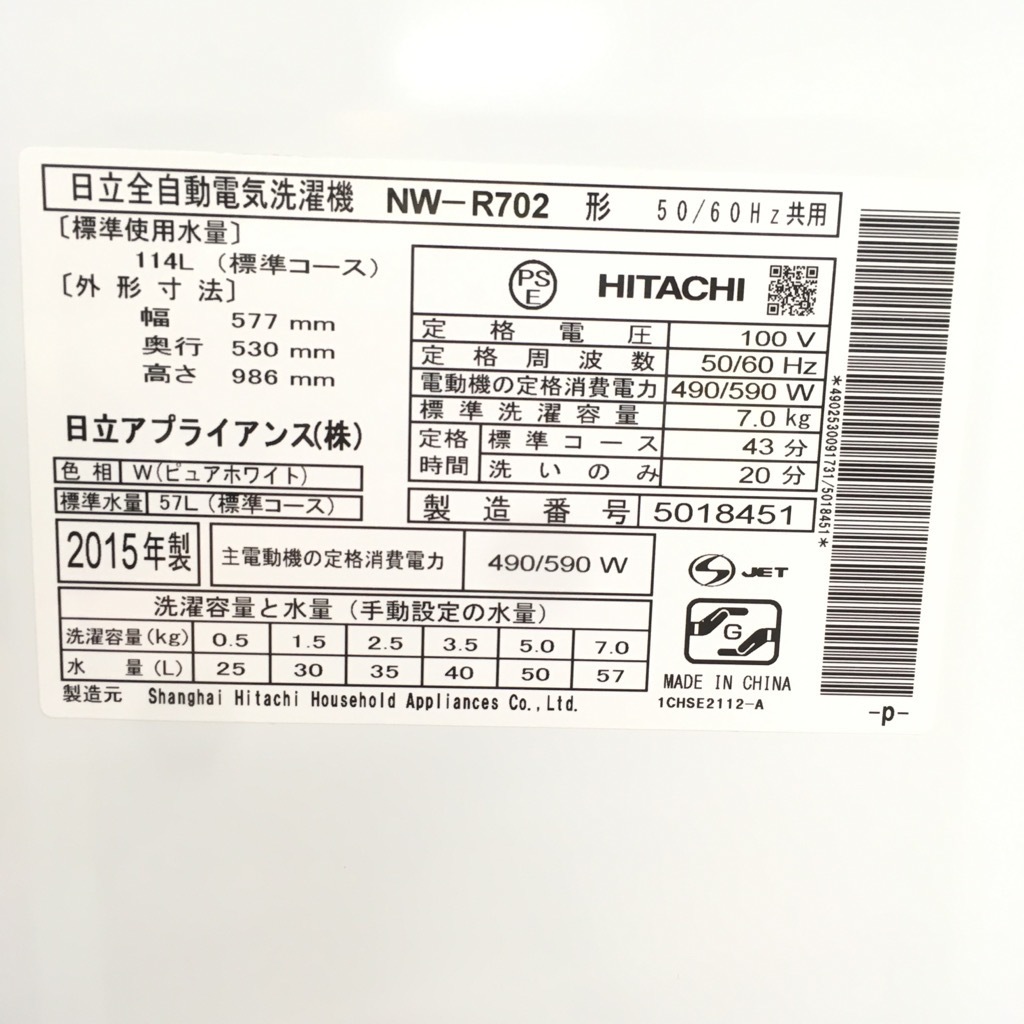 日立全自動電気洗濯機 NW-R702 形 50/60Hz共用
〔標準使用水量〕
114L (標準コース)
〔外形寸法〕
幅 577 mm
奥行 530 mm
高さ 986 mm
日立アプライアンス(株)
色相 W(ピュアホワイト)
標準水量 57L (標準コース)
PS
E
HITACHI
定格電圧 100 V
定格周波数 50/60 Hz
電動機の定格消費電力 490/590 W
標準洗濯容量 7.0 kg
定格時間 標準コース 43 分
洗いのみ 20 分
製造番号 5018451
2015年製
主電動機の定格消費電力 490/590 W
洗濯容量と水量 (手動設定の水量)
洗濯容量(kg) 0.5 1.5 2.5 3.5 5.0 7.0
水量(L) 25 30 35 40 50 57
製造元 Shanghai Hitachi Household Appliances Co.,Ltd.
S JET
G
MADE IN CHINA
1CHSE2112-A
*4902530091731/5018451*
-p-